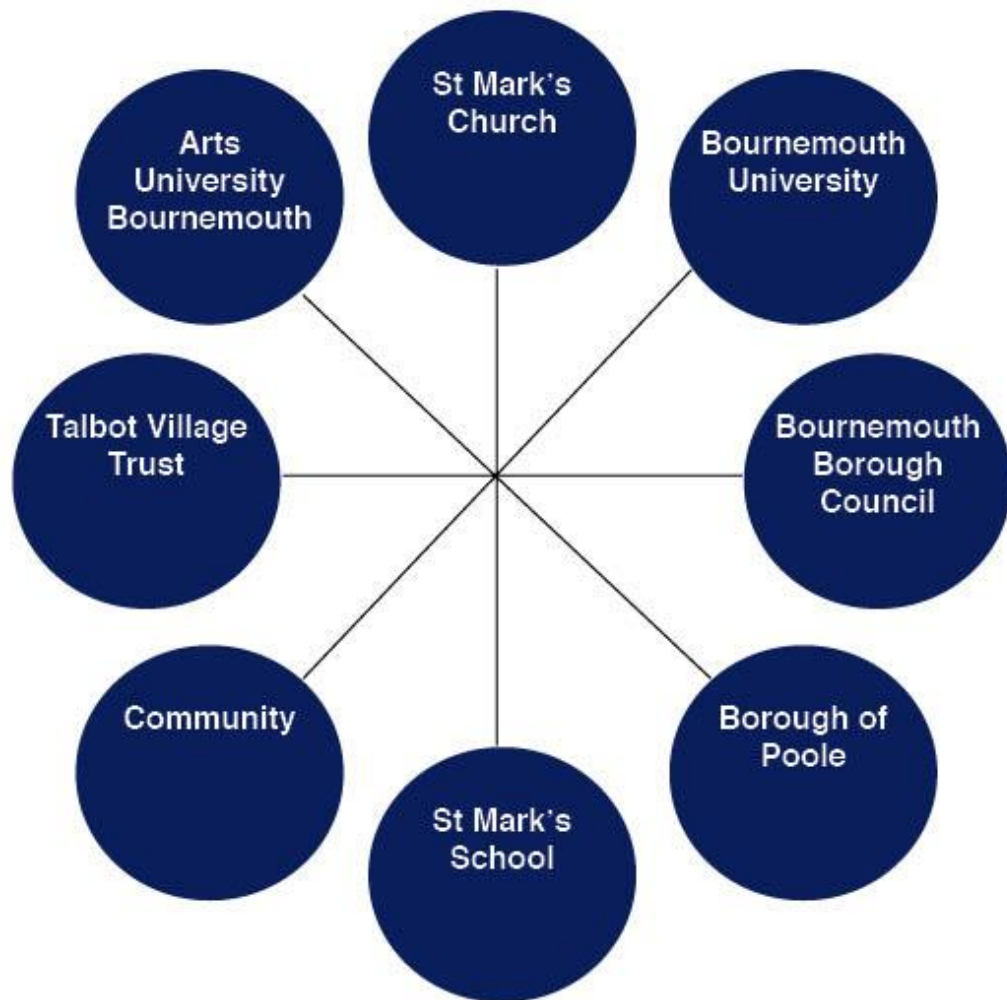 St Mark's
Church
Arts
University
Bournemouth
Bournemouth
University
Talbot Village
Trust
Bournemouth
Borough
Council
Community
Borough of
Poole
St Mark's
School